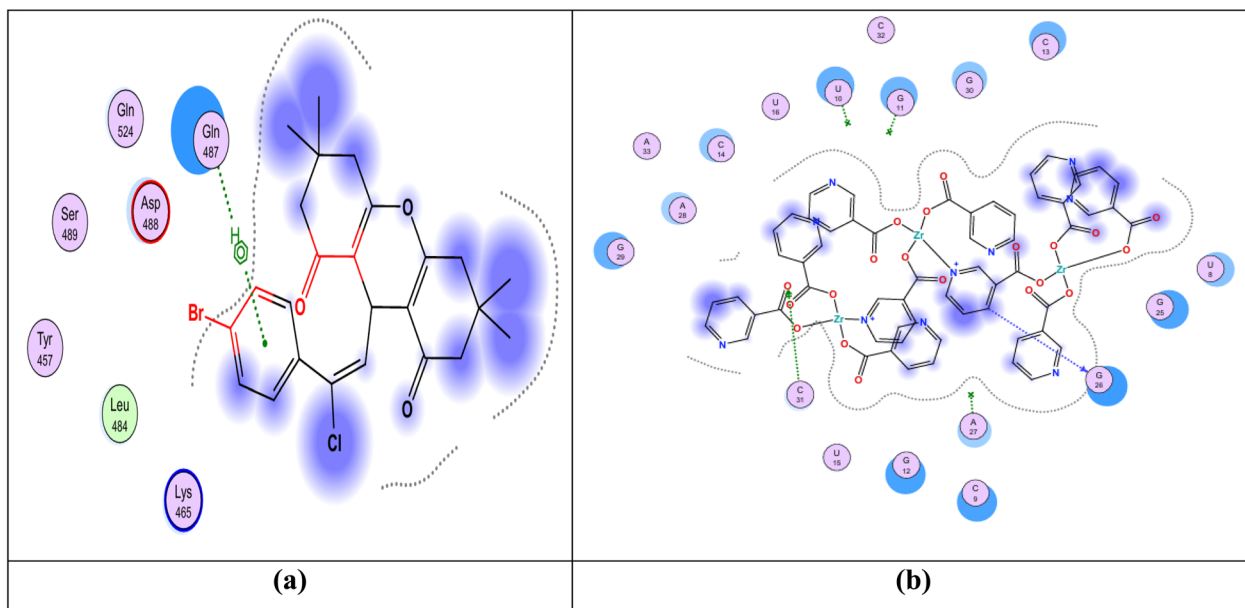 Gln
524
Gln
487
Asp
488
Ser
489
H
Tyr
457
Leu
484
Lys
465
O
O
Br
O
Cl
(a)
C
32
C
13
U
10
G
11
G
30
U
16
A
33
C
14
A
28
G
29
U
8
G
25
G
26
C
31
A
27
U
15
G
12
C
9
N
O
O
O
N
N
N
N
O
Zr
O
O
N
O
O
O
O
N+
O
O
Zr
O
O
O
O
O
O
O
O
Zr
N+
N
N
O
O
O
N
(b)